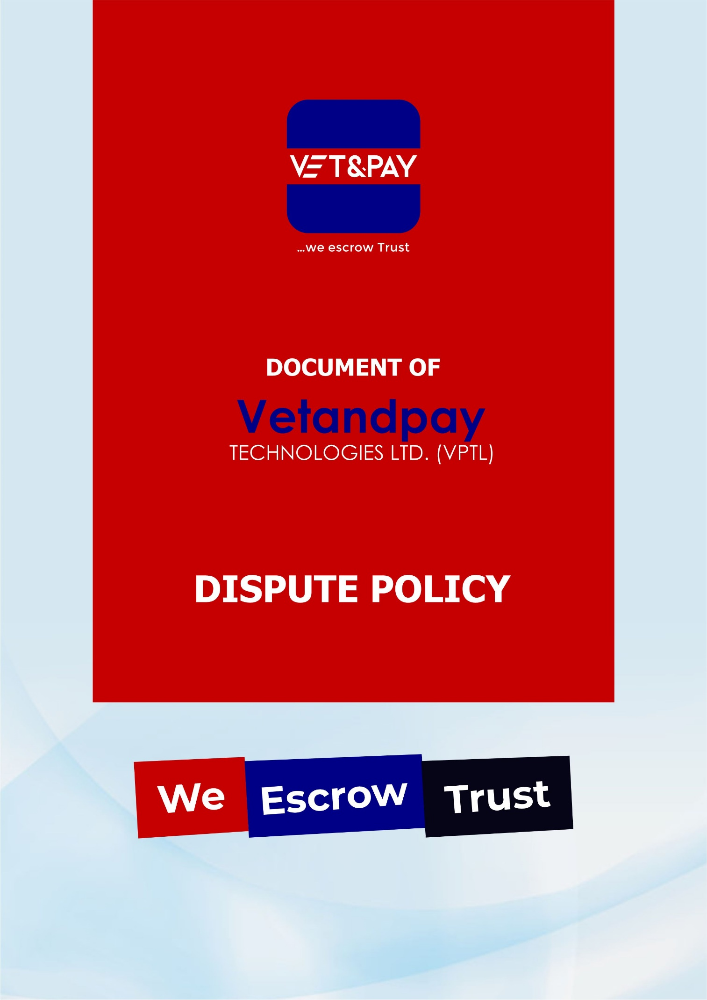 VET&PAY
...we escrow Trust
DOCUMENT OF
Vetandpay
TECHNOLOGIES LTD. (VPTL)
DISPUTE POLICY
We Escrow Trust